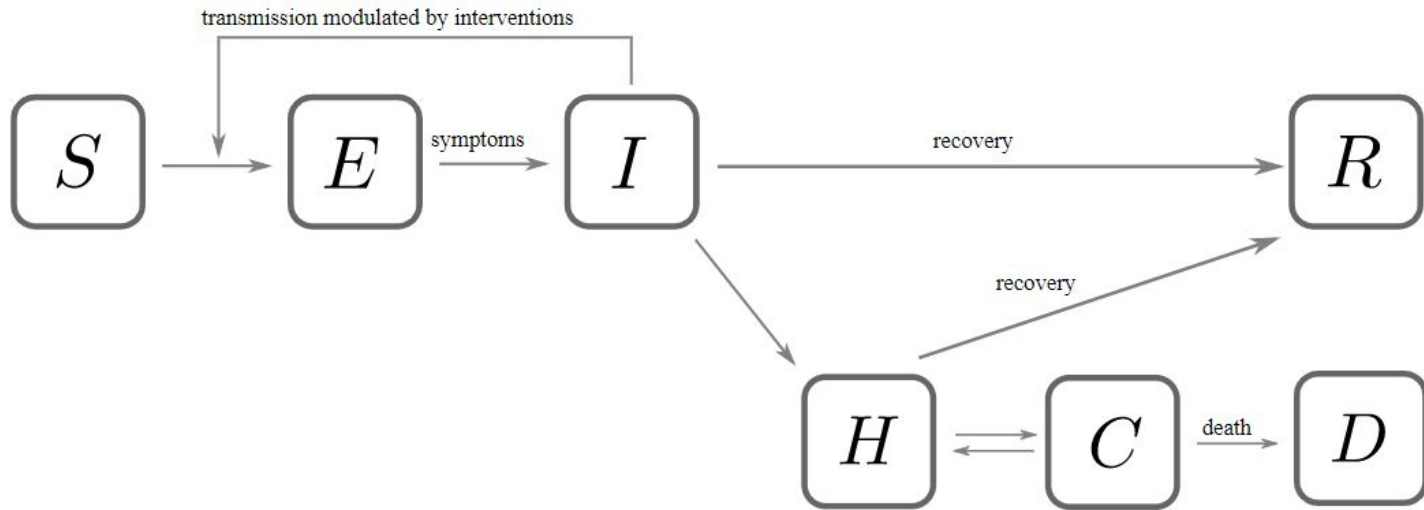 transmission modulated by interventions
S
E
symptoms
I
recovery
R
recovery
H
C
death
D